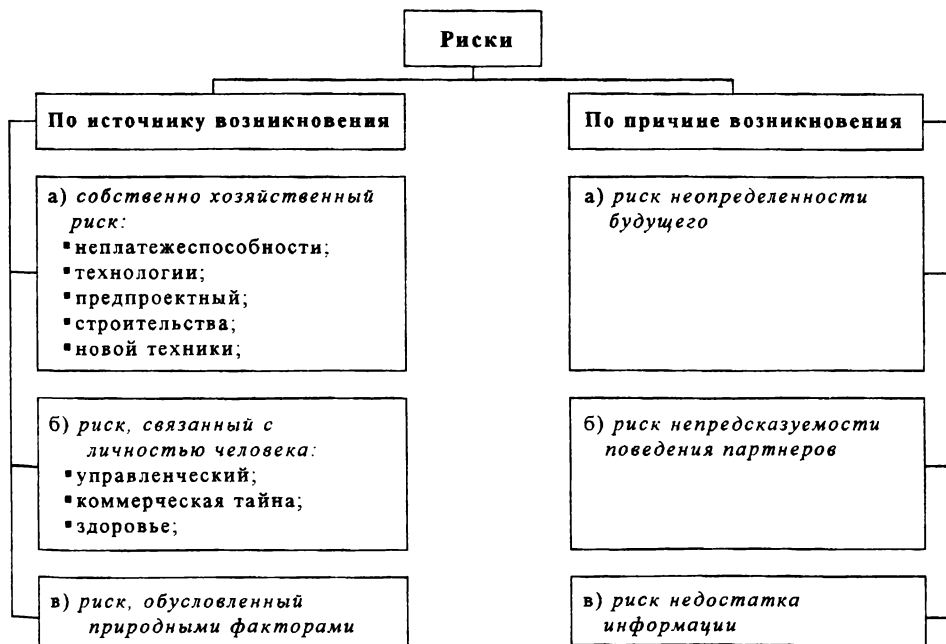 Риски
По источнику возникновения
а) собственно хозяйственный
риск:
▪неплатежеспособности;
▪технологии;
▪предпроектный;
▪строительства;
▪новой техники;
б) риск, связанный с
личностью человека:
▪управленческий;
▪коммерческая тайна;
▪здоровье;
в) риск, обусловленный
природными факторами
По причине возникновения
а) риск неопределенности
будущего
б) риск непредсказуемости
поведения партнеров
в) риск недостатка
информации